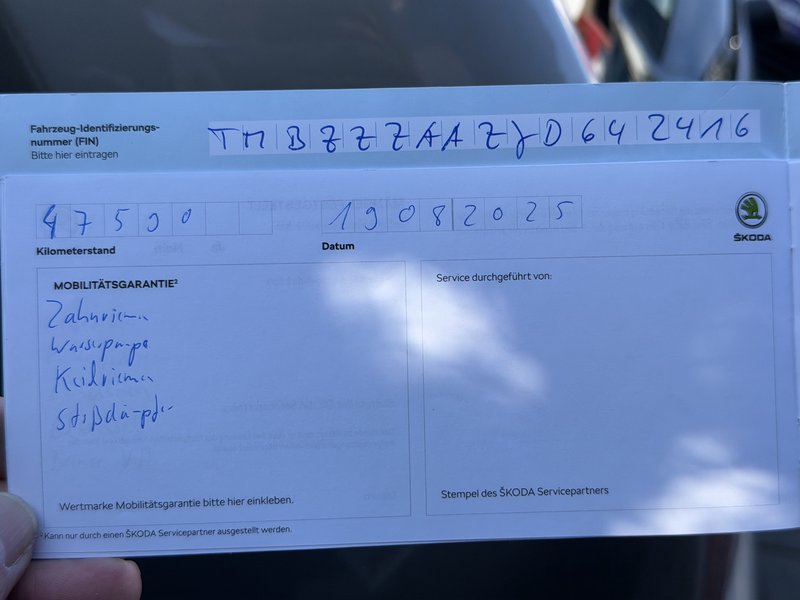 Fahrzeug-Identifizierungs-
nummer (FIN)
Bitte hier eintragen
TMBZZZAAZJD642416
47500
Kilometerstand
19082025
Datum
ŠKODA
MOBILITÄTSGARANTIE²
Service durchgeführt von:
Zahnriemen
Wasserpumpe
Keilriemen
Stoßdämpfer
Wertmarke Mobilitätsgarantie bitte hier einkleben.
Stempel des ŠKODA Servicepartners
² Kann nur durch einen ŠKODA Servicepartner ausgestellt werden.